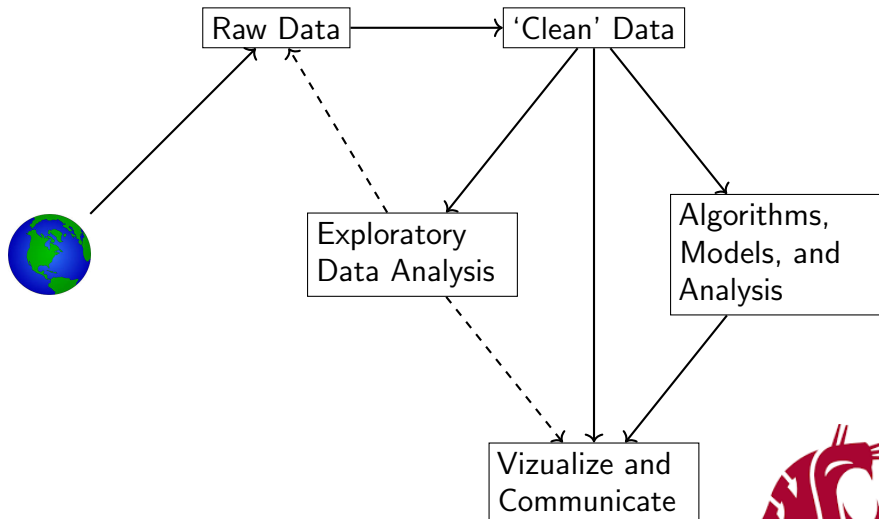 Raw Data
‘Clean’ Data
Exploratory
Data Analysis
Algorithms,
Models, and
Analysis
Vizualize and
Communicate